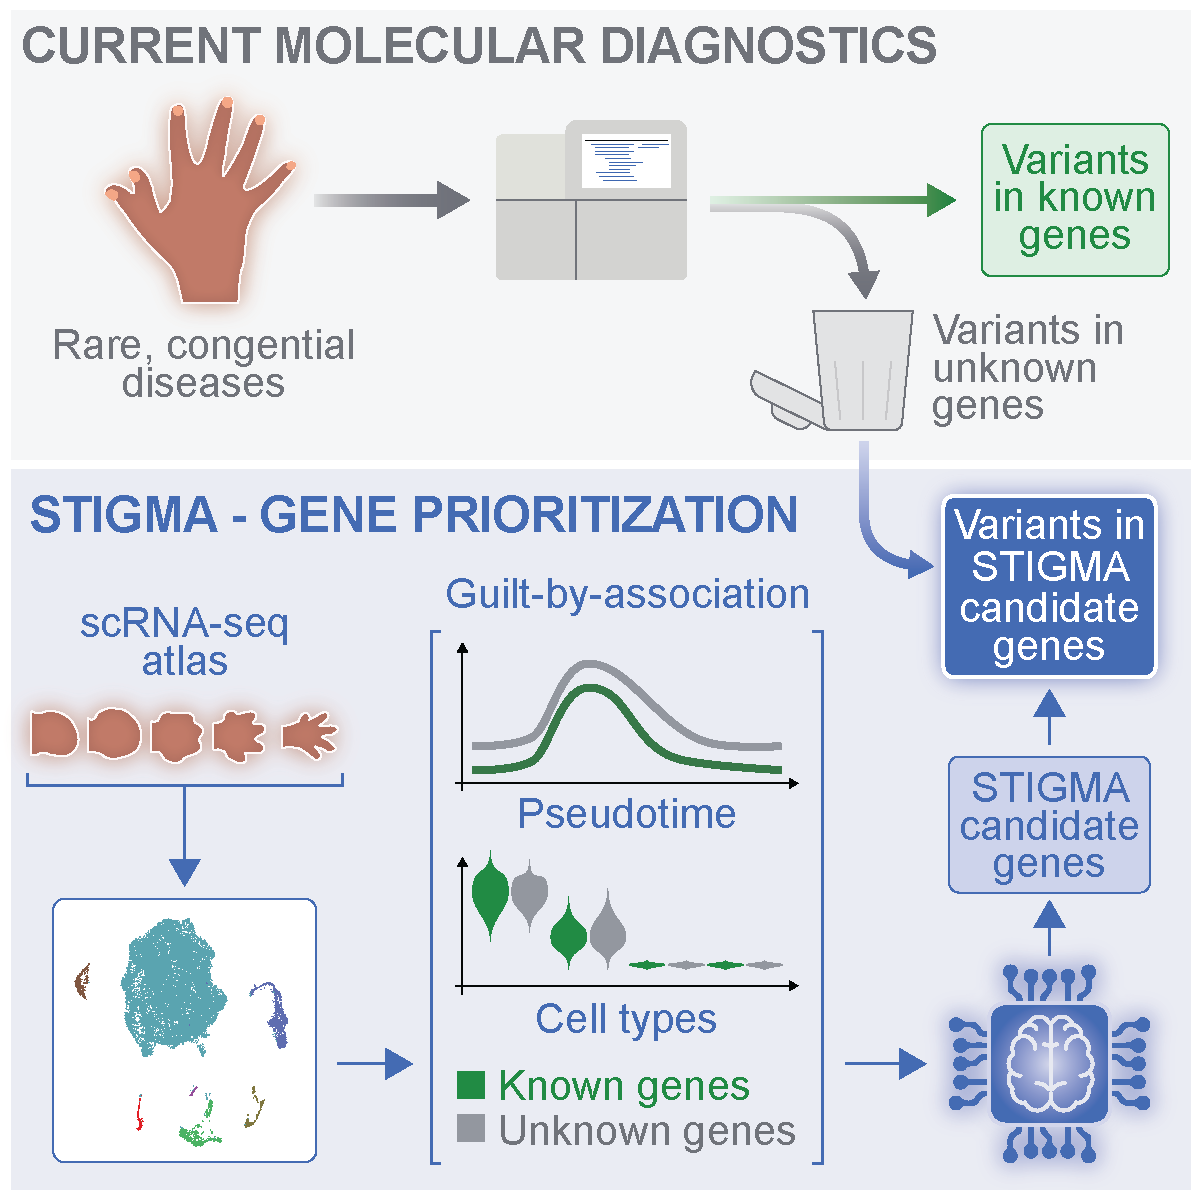 CURRENT MOLECULAR DIAGNOSTICS
Rare, congential
diseases
Variants
in known
genes
Variants in
unknown
genes
STIGMA - GENE PRIORITIZATION
scRNA-seq
atlas
Guilt-by-association
Pseudotime
Cell types
Known genes
Unknown genes
Variants in
STIGMA
candidate
genes
STIGMA
candidate
genes